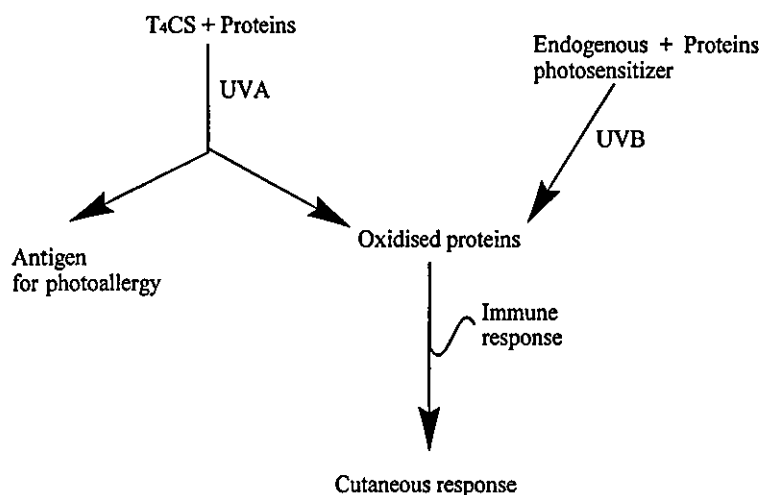 T₄CS + Proteins
UVA
Endogenous + Proteins
photosensitizer
UVB
Antigen
for photoallergy
Oxidised proteins
Immune
response
Cutaneous response